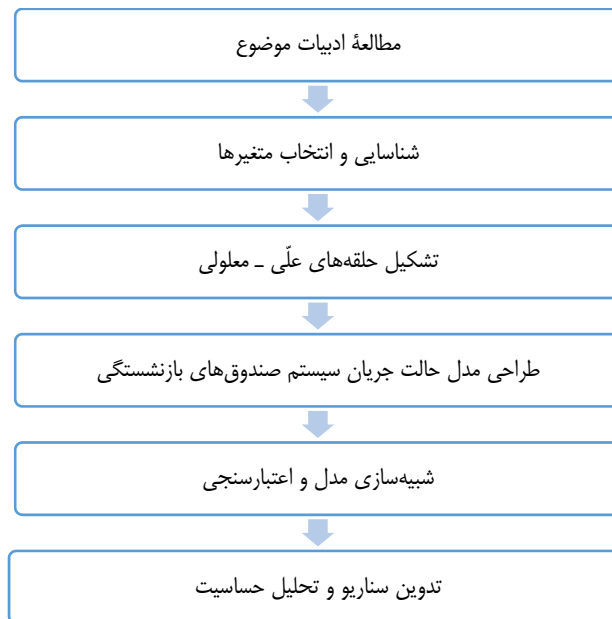 مطالعهٔ ادبیات موضوع
شناسایی و انتخاب متغیرها
تشکیل حلقه‌های علّی ـ معلولی
طراحی مدل حالت جریان سیستم صندوق‌های بازنشستگی
شبیه‌سازی مدل و اعتبارسنجی
تدوین سناریو و تحلیل حساسیت